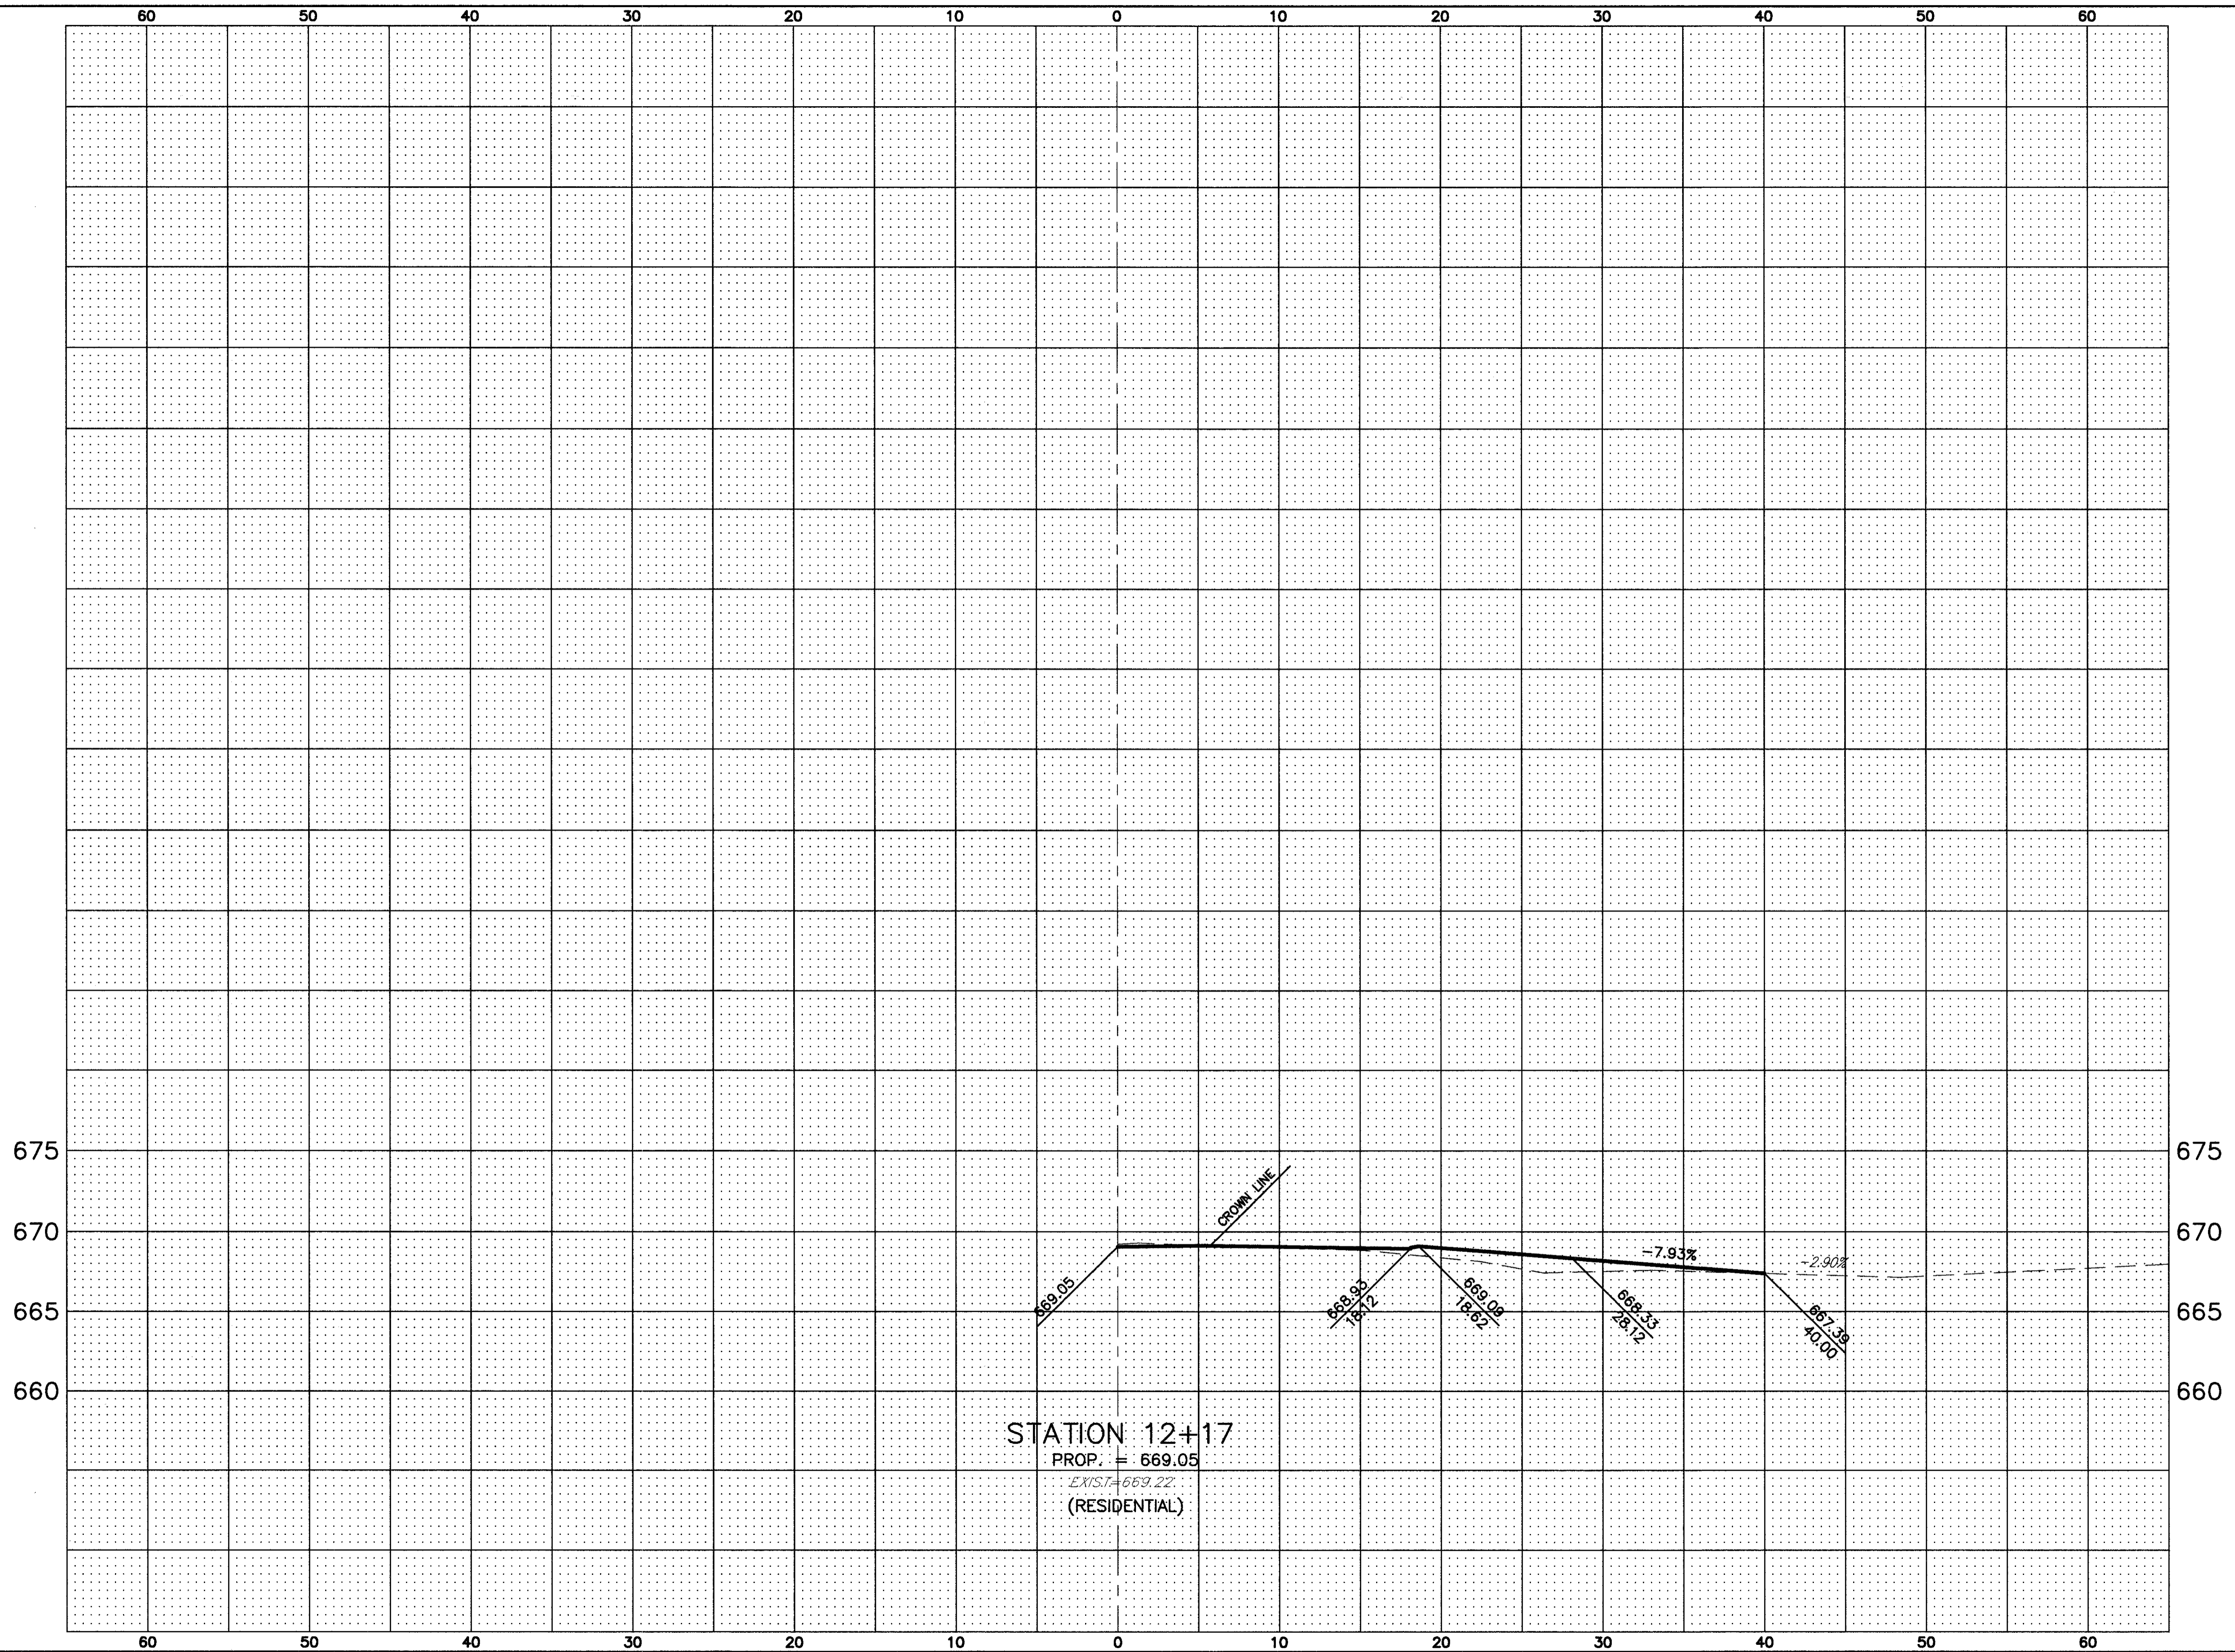 60 50 40 30 20 10 0 10 20 30 40 50 60
675 675
CROWN LINE
670 670
-7.93%
-2.90%
669.05
668.93
18.12
669.09
18.62
668.33
28.12
667.39
40.00
665 665
660 660
STATION 12+17
PROP. = 669.05
EXIST=669.22
(RESIDENTIAL)
60 50 40 30 20 10 0 10 20 30 40 50 60